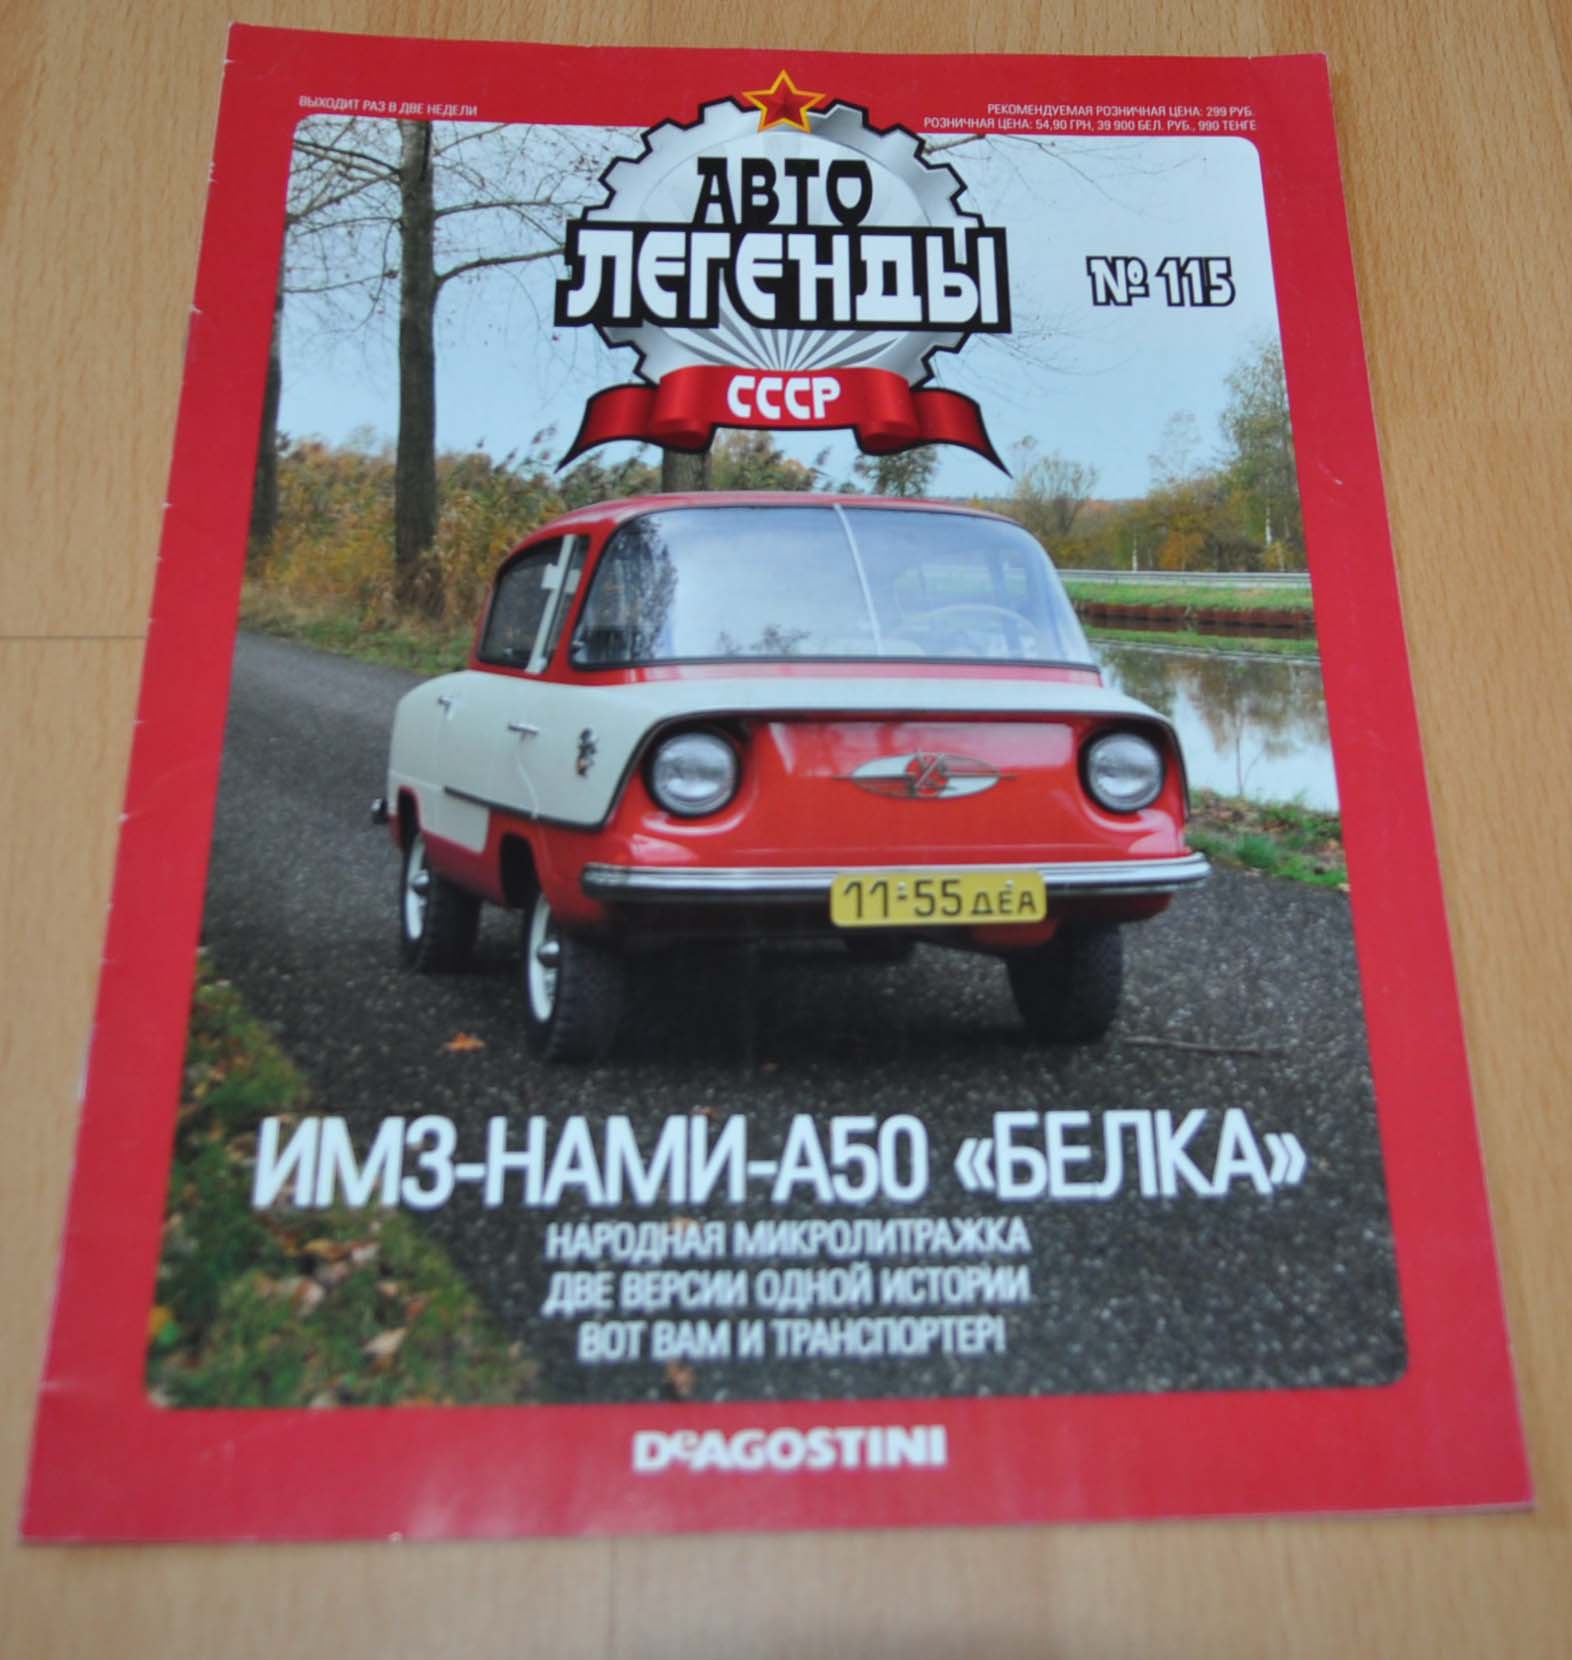 ВЫХОДИТ РАЗ В ДВЕ НЕДЕЛИ
РЕКОМЕНДУЕМАЯ РОЗНИЧНАЯ ЦЕНА: 299 РУБ.
РОЗНИЧНАЯ ЦЕНА: 54,90 ГРН, 39 900 БЕЛ. РУБ., 990 ТЕНГЕ
АВТО
ЛЕГЕНДЫ
СССР
№ 115
11-55 ДЕА
ИМЗ-НАМИ-А50 «БЕЛКА»
НАРОДНАЯ МИКРОЛИТРАЖКА
ДВЕ ВЕРСИИ ОДНОЙ ИСТОРИИ
ВОТ ВАМ И ТРАНСПОРТЕР!
DeAGOSTINI